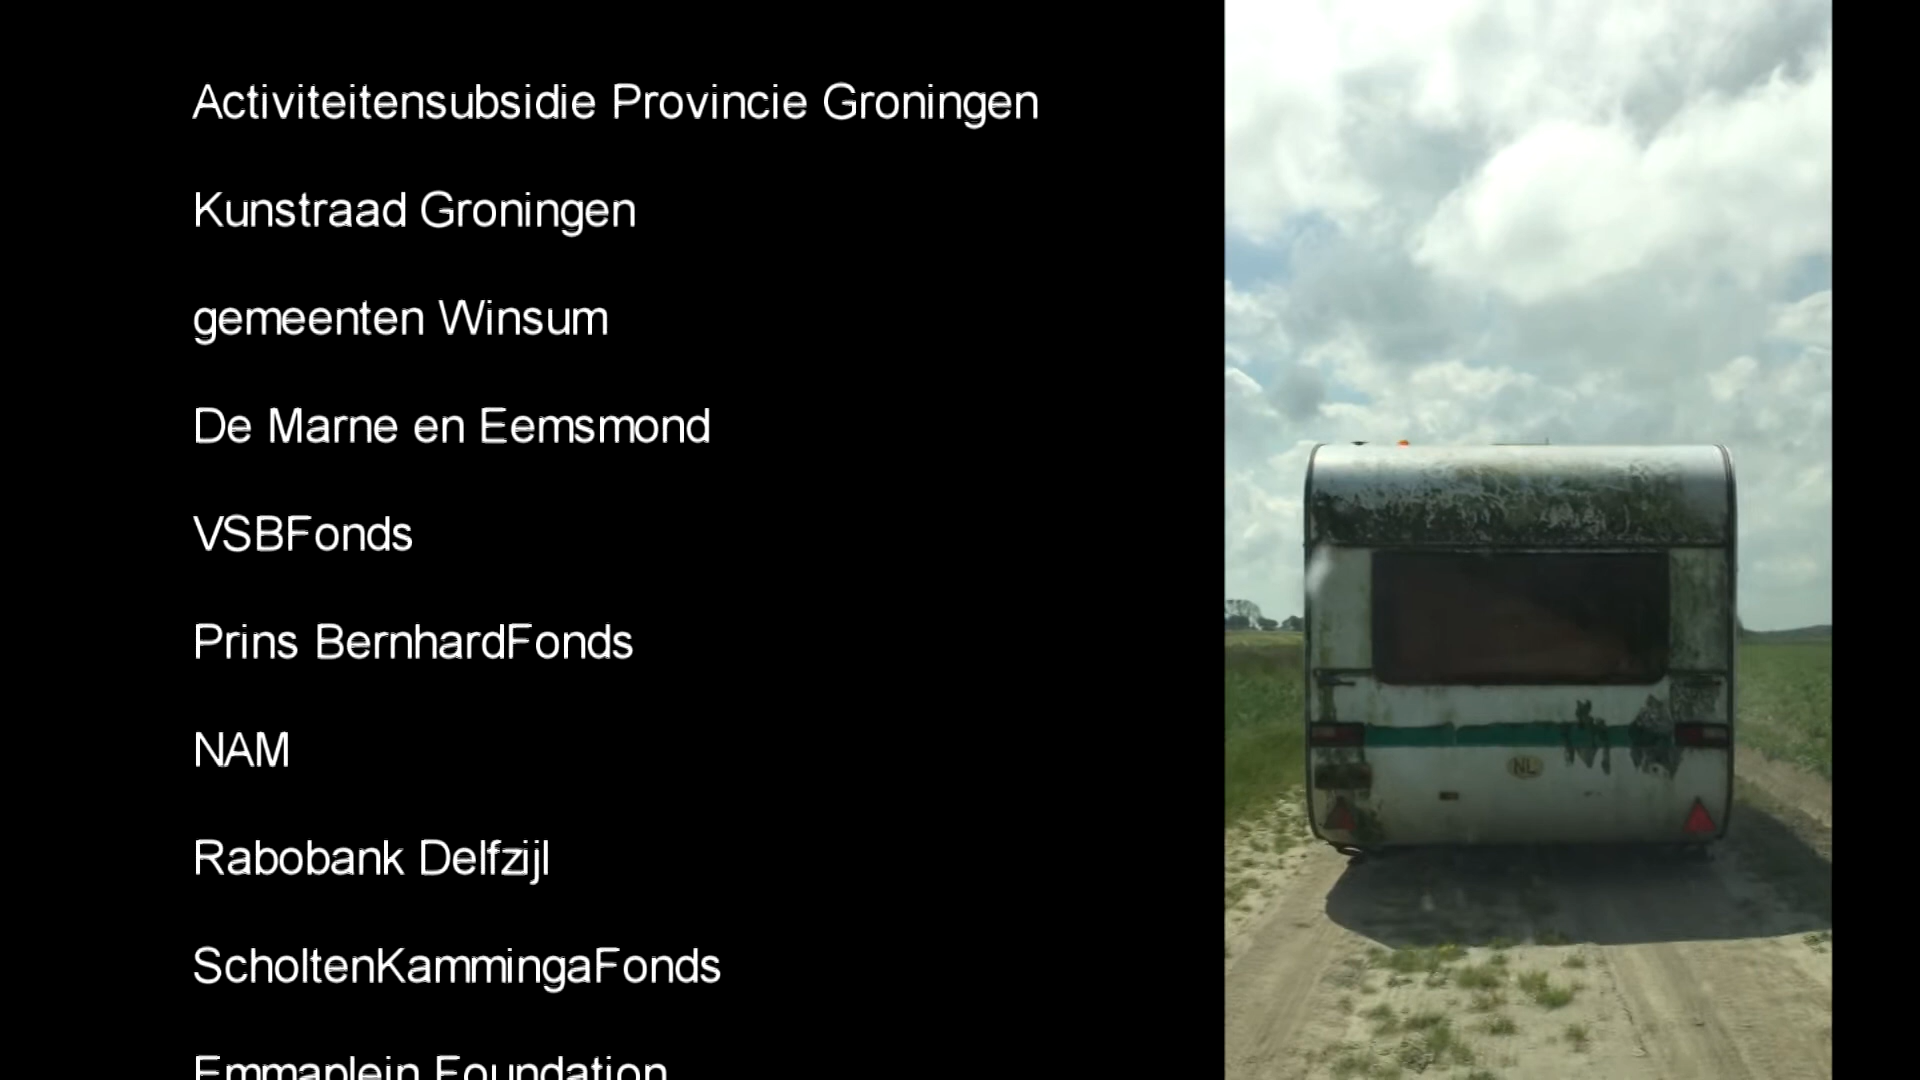 Activiteitensubsidie Provincie Groningen
Kunstraad Groningen
gemeenten Winsum
De Marne en Eemsmond
VSBFonds
Prins BernhardFonds
NAM
Rabobank Delfzijl
ScholtenKammingaFonds
Emmaplein Foundation
NL